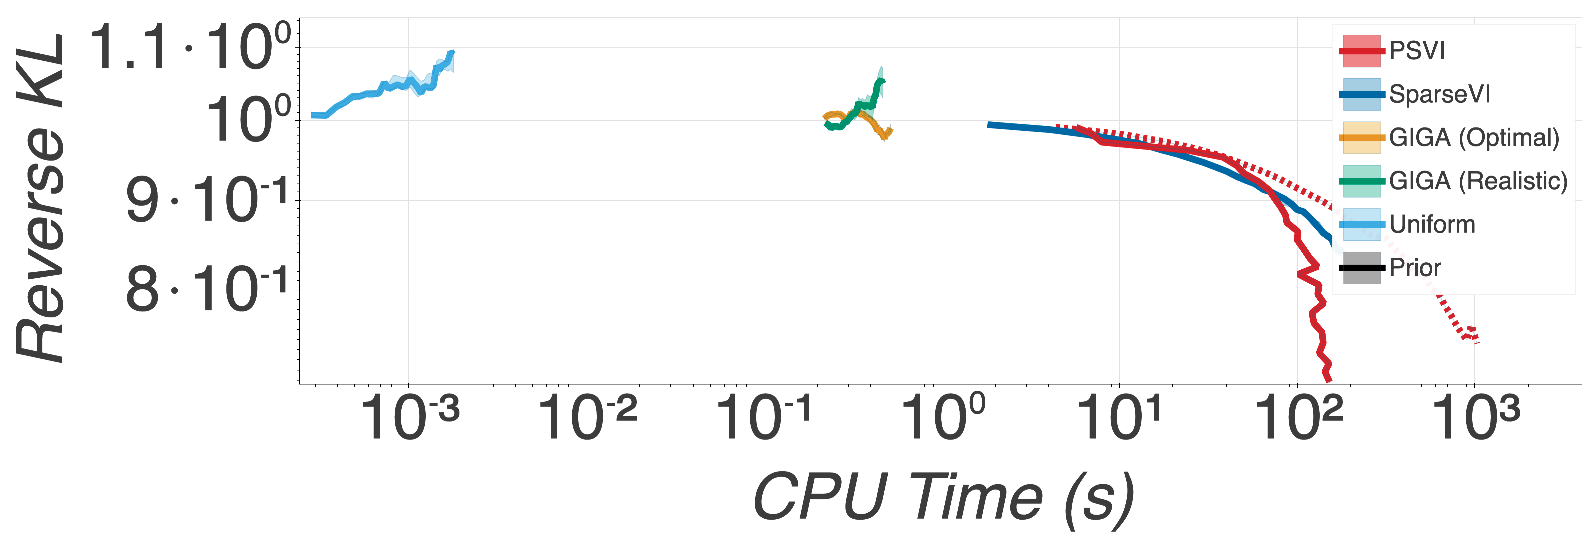 Reverse KL
1.1·10⁰
10⁰
9·10⁻¹
8·10⁻¹
PSVI
SparseVI
GIGA (Optimal)
GIGA (Realistic)
Uniform
Prior
10⁻³ 10⁻² 10⁻¹ 10⁰ 10¹ 10² 10³
CPU Time (s)